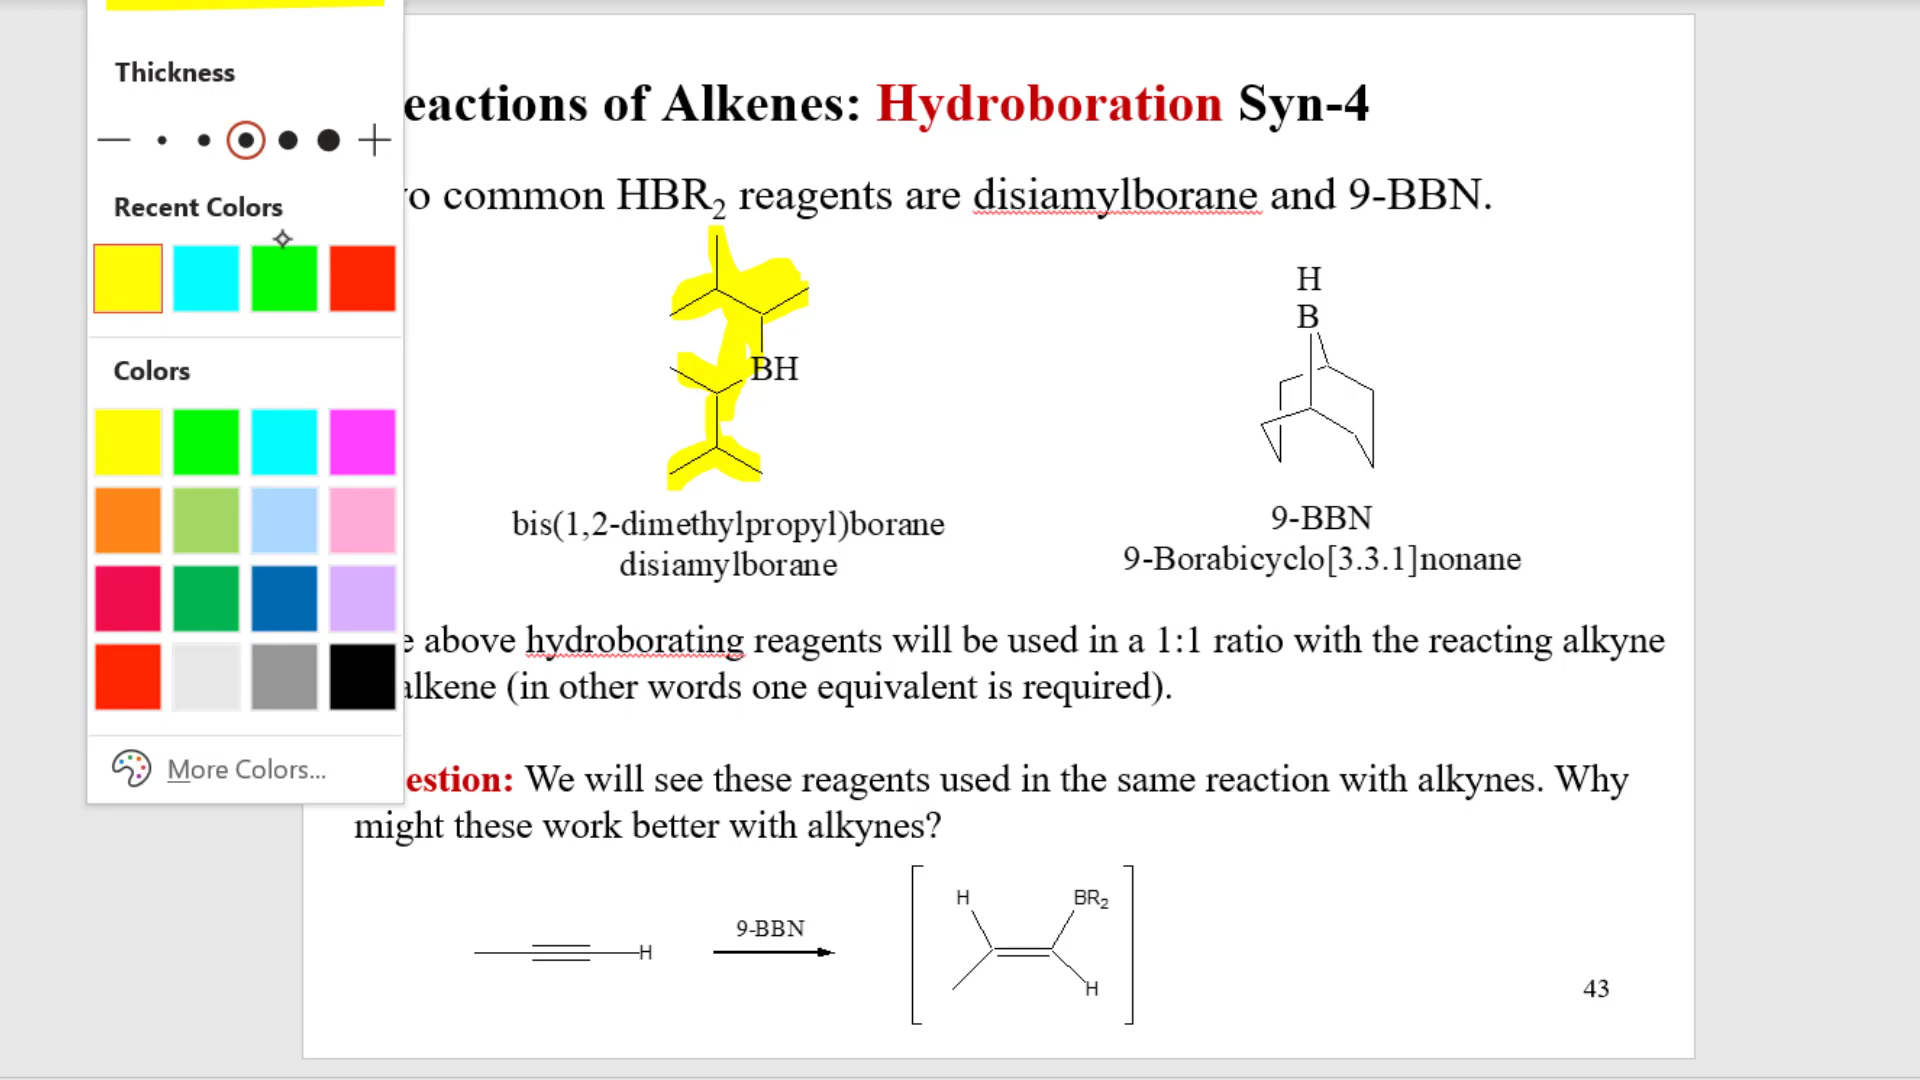 Thickness
Recent Colors
Colors
More Colors...
eactions of Alkenes: Hydroboration Syn-4
o common HBR₂ reagents are disiamylborane and 9-BBN.
BH
H
B
bis(1,2-dimethylpropyl)borane
disiamylborane
9-BBN
9-Borabicyclo[3.3.1]nonane
e above hydroborating reagents will be used in a 1:1 ratio with the reacting alkyne
alkene (in other words one equivalent is required).
estion: We will see these reagents used in the same reaction with alkynes. Why
might these work better with alkynes?
H
9-BBN
H
BR₂
H
43